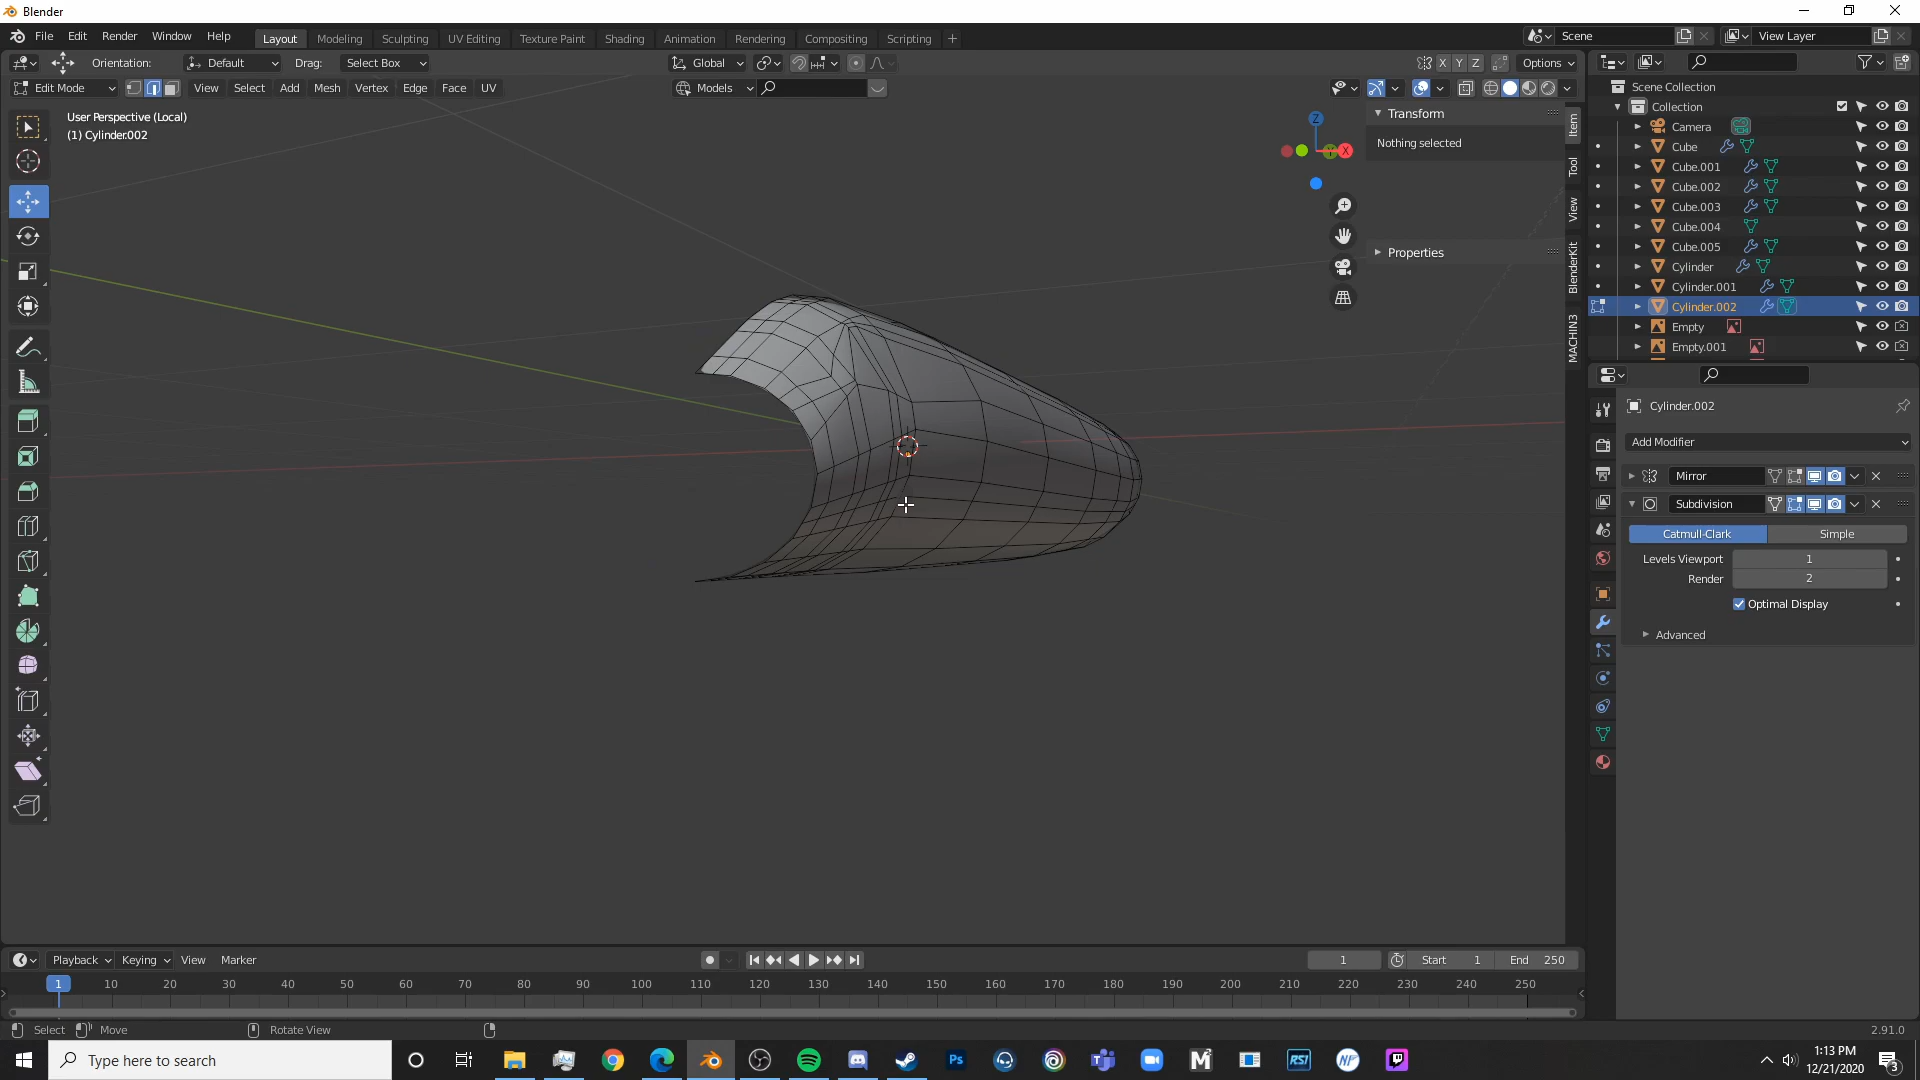 Blender
File Edit Render Window Help
Layout Modeling Sculpting UV Editing Texture Paint Shading Animation Rendering Compositing Scripting +
Scene
View Layer
Orientation: Default Drag: Select Box
Global
X Y Z Options
Edit Mode View Select Add Mesh Vertex Edge Face UV
Models
User Perspective (Local)
(1) Cylinder.002
Z
X
Transform
Nothing selected
Properties
Item
Tool
View
BlenderKit
MACHIN3
Scene Collection
Collection
Camera
Cube
Cube.001
Cube.002
Cube.003
Cube.004
Cube.005
Cylinder
Cylinder.001
Cylinder.002
Empty
Empty.001
Cylinder.002
Add Modifier
Mirror
Subdivision
Catmull-Clark Simple
Levels Viewport 1
Render 2
Optimal Display
Advanced
Playback Keying View Marker
1 Start 1 End 250
1 10 20 30 40 50 60 70 80 90 100 110 120 130 140 150 160 170 180 190 200 210 220 230 240 250
Select Move Rotate View
2.91.0
Type here to search
Ps
M
RSI
NP
1:13 PM
12/21/2020
3